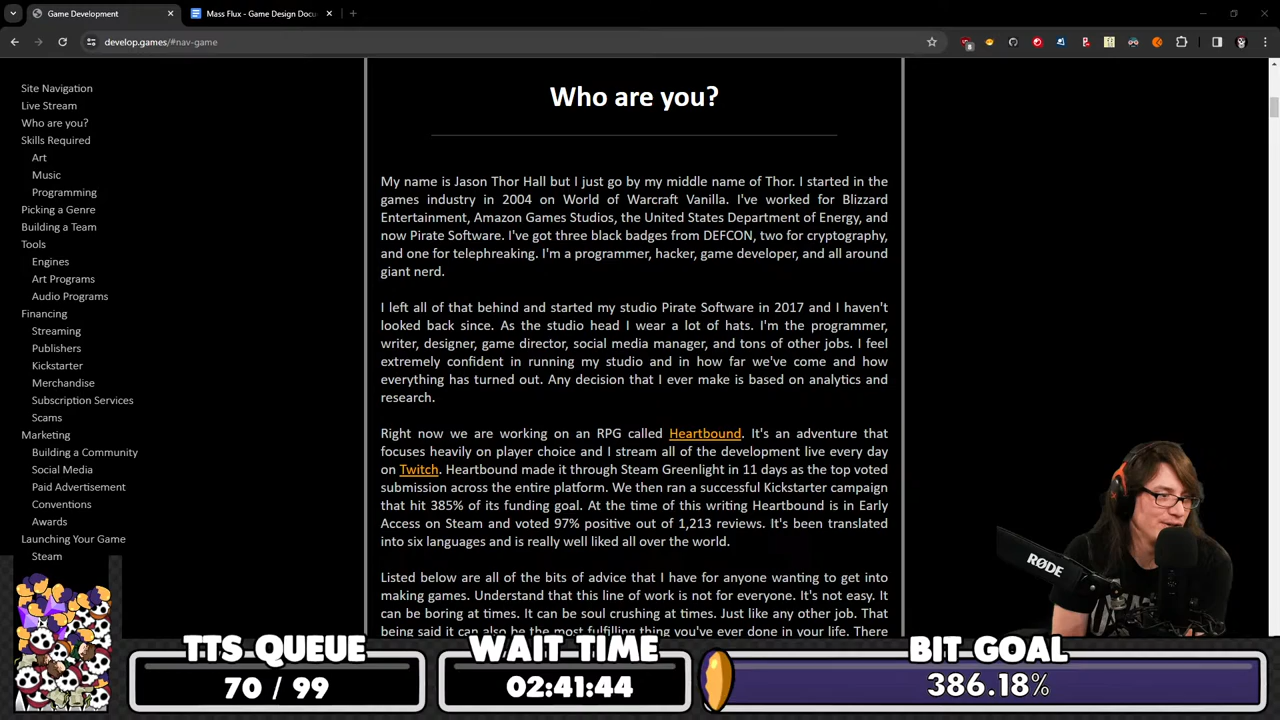 Game Development
Mass Flux - Game Design Docu
develop.games/#nav-game
Site Navigation
Live Stream
Who are you?
Skills Required
Art
Music
Programming
Picking a Genre
Building a Team
Tools
Engines
Art Programs
Audio Programs
Financing
Streaming
Publishers
Kickstarter
Merchandise
Subscription Services
Scams
Marketing
Building a Community
Social Media
Paid Advertisement
Conventions
Awards
Launching Your Game
Steam
Who are you?
My name is Jason Thor Hall but I just go by my middle name of Thor. I started in the
games industry in 2004 on World of Warcraft Vanilla. I've worked for Blizzard
Entertainment, Amazon Games Studios, the United States Department of Energy, and
now Pirate Software. I've got three black badges from DEFCON, two for cryptography,
and one for telephreaking. I'm a programmer, hacker, game developer, and all around
giant nerd.
I left all of that behind and started my studio Pirate Software in 2017 and I haven't
looked back since. As the studio head I wear a lot of hats. I'm the programmer,
writer, designer, game director, social media manager, and tons of other jobs. I feel
extremely confident in running my studio and in how far we've come and how
everything has turned out. Any decision that I ever make is based on analytics and
research.
Right now we are working on an RPG called Heartbound. It's an adventure that
focuses heavily on player choice and I stream all of the development live every day
on Twitch. Heartbound made it through Steam Greenlight in 11 days as the top voted
submission across the entire platform. We then ran a successful Kickstarter campaign
that hit 385% of its funding goal. At the time of this writing Heartbound is in Early
Access on Steam and voted 97% positive out of 1,213 reviews. It's been translated
into six languages and is really well liked all over the world.
Listed below are all of the bits of advice that I have for anyone wanting to get into
making games. Understand that this line of work is not for everyone. It's not easy. It
can be boring at times. It can be soul crushing at times. Just like any other job. That
being said it can also be the most fulfilling thing you've ever done in your life. There
RØDE
TTS QUEUE
70 / 99
WAIT TIME
02:41:44
BIT GOAL
386.18%